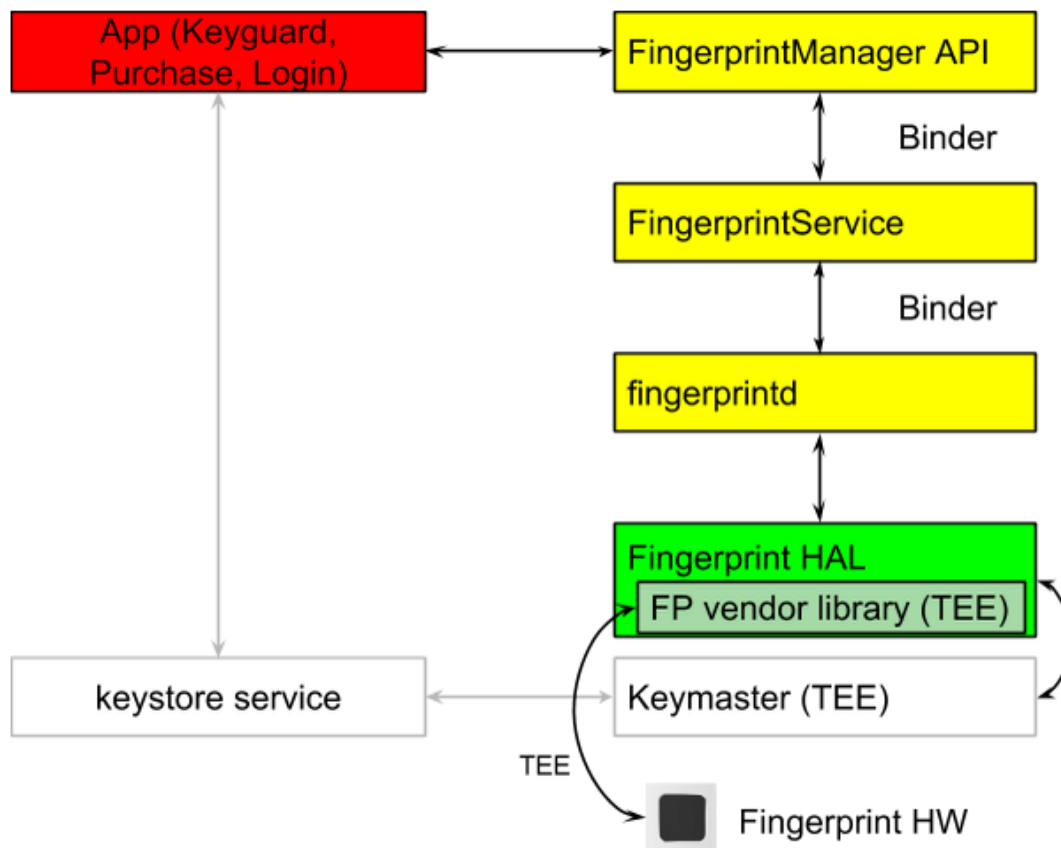 App (Keyguard,
Purchase, Login)
FingerprintManager API
Binder
FingerprintService
Binder
fingerprintd
Fingerprint HAL
FP vendor library (TEE)
keystore service
Keymaster (TEE)
TEE
Fingerprint HW